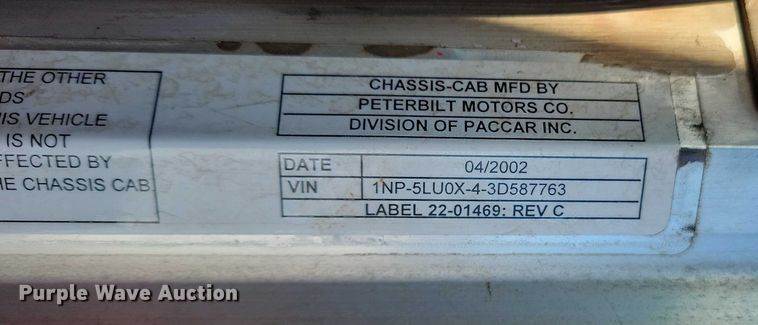 THE OTHER
DS
IS VEHICLE
IS NOT
FFECTED BY
HE CHASSIS CAB
CHASSIS-CAB MFD BY
PETERBILT MOTORS CO.
DIVISION OF PACCAR INC.
DATE 04/2002
VIN 1NP-5LU0X-4-3D587763
LABEL 22-01469: REV C
Purple Wave Auction